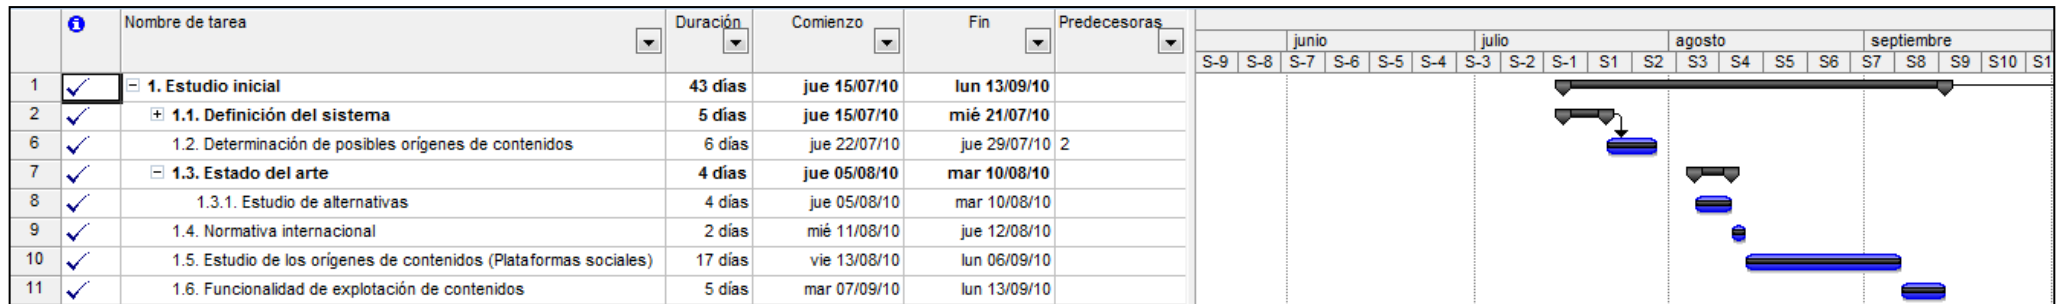 Nombre de tarea Duración Comienzo Fin Predecesoras
junio julio agosto septiembre
S-9 S-8 S-7 S-6 S-5 S-4 S-3 S-2 S-1 S1 S2 S3 S4 S5 S6 S7 S8 S9 S10 S1
1 1. Estudio inicial 43 días jue 15/07/10 lun 13/09/10
2 1.1. Definición del sistema 5 días jue 15/07/10 mié 21/07/10
6 1.2. Determinación de posibles orígenes de contenidos 6 días jue 22/07/10 jue 29/07/10 2
7 1.3. Estado del arte 4 días jue 05/08/10 mar 10/08/10
8 1.3.1. Estudio de alternativas 4 días jue 05/08/10 mar 10/08/10
9 1.4. Normativa internacional 2 días mié 11/08/10 jue 12/08/10
10 1.5. Estudio de los orígenes de contenidos (Plataformas sociales) 17 días vie 13/08/10 lun 06/09/10
11 1.6. Funcionalidad de explotación de contenidos 5 días mar 07/09/10 lun 13/09/10